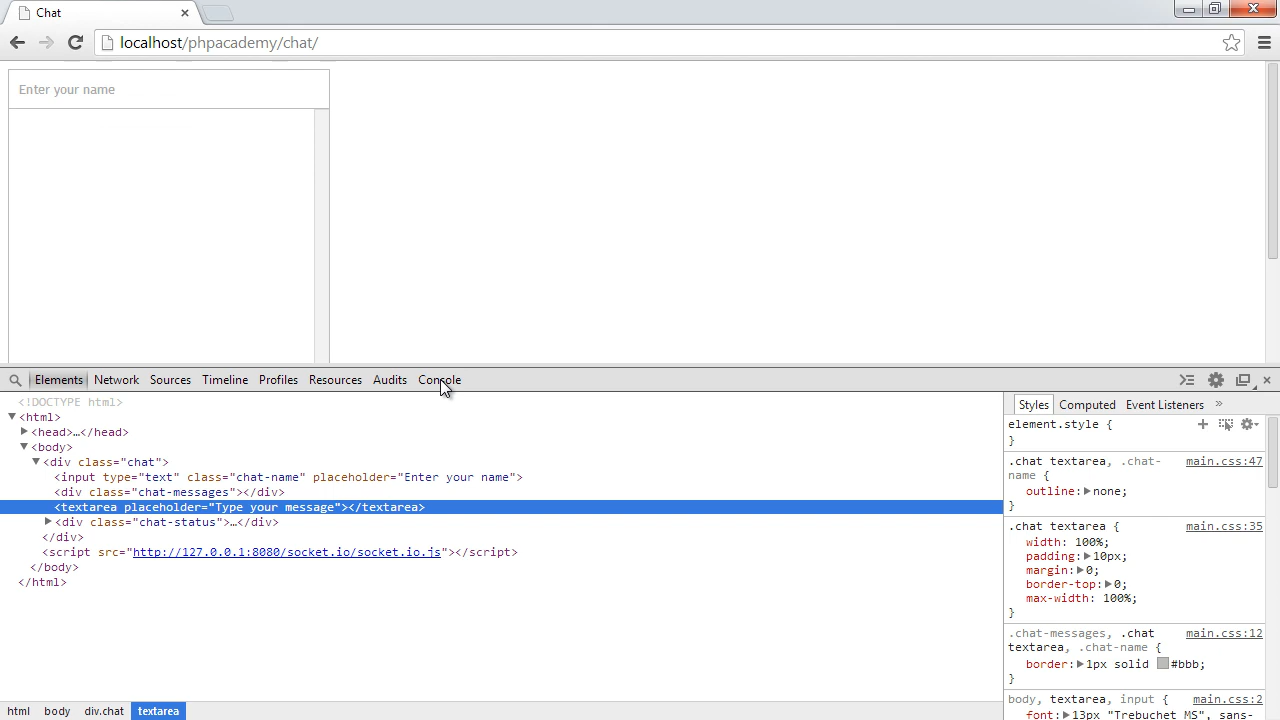 Chat
localhost/phpacademy/chat/
Enter your name
Elements Network Sources Timeline Profiles Resources Audits Console
<!DOCTYPE html>
<html>
<head>…</head>
<body>
<div class="chat">
<input type="text" class="chat-name" placeholder="Enter your name">
<div class="chat-messages"></div>
<textarea placeholder="Type your message"></textarea>
<div class="chat-status">…</div>
</div>
<script src="http://127.0.0.1:8080/socket.io/socket.io.js"></script>
</body>
</html>
html body div.chat textarea
Styles Computed Event Listeners »
element.style {
}
.chat textarea, .chat- main.css:47
name {
outline: none;
}
.chat textarea { main.css:35
width: 100%;
padding: 10px;
margin: 0;
border-top: 0;
max-width: 100%;
}
.chat-messages, .chat main.css:12
textarea, .chat-name {
border: 1px solid #bbb;
}
body, textarea, input { main.css:2
font: 13px "Trebuchet MS", sans-